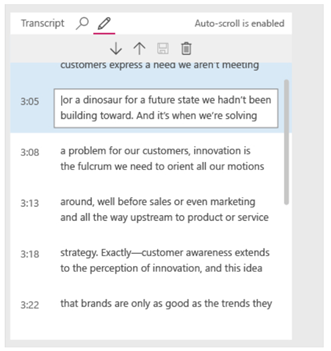 Transcript
Auto-scroll is enabled
customers express a need we aren't meeting
3:05
or a dinosaur for a future state we hadn't been
building toward. And it's when we're solving
3:08
a problem for our customers, innovation is
the fulcrum we need to orient all our motions
3:13
around, well before sales or even marketing
and all the way upstream to product or service
3:18
strategy. Exactly—customer awareness extends
to the perception of innovation, and this idea
3:22
that brands are only as good as the trends they